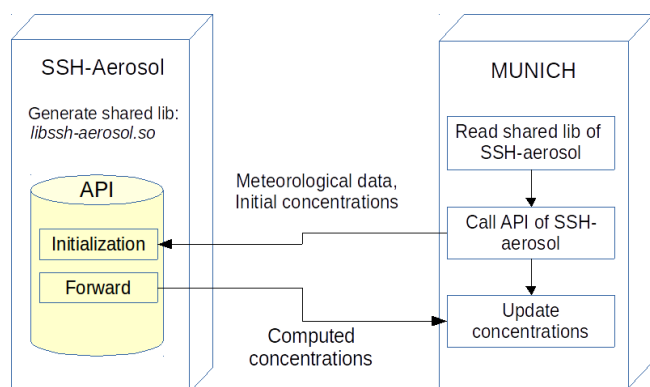 SSH-Aerosol
Generate shared lib:
libssh-aerosol.so
API
Initialization
Forward
Meteorological data,
Initial concentrations
Computed
concentrations
MUNICH
Read shared lib of
SSH-aerosol
Call API of SSH-
aerosol
Update
concentrations